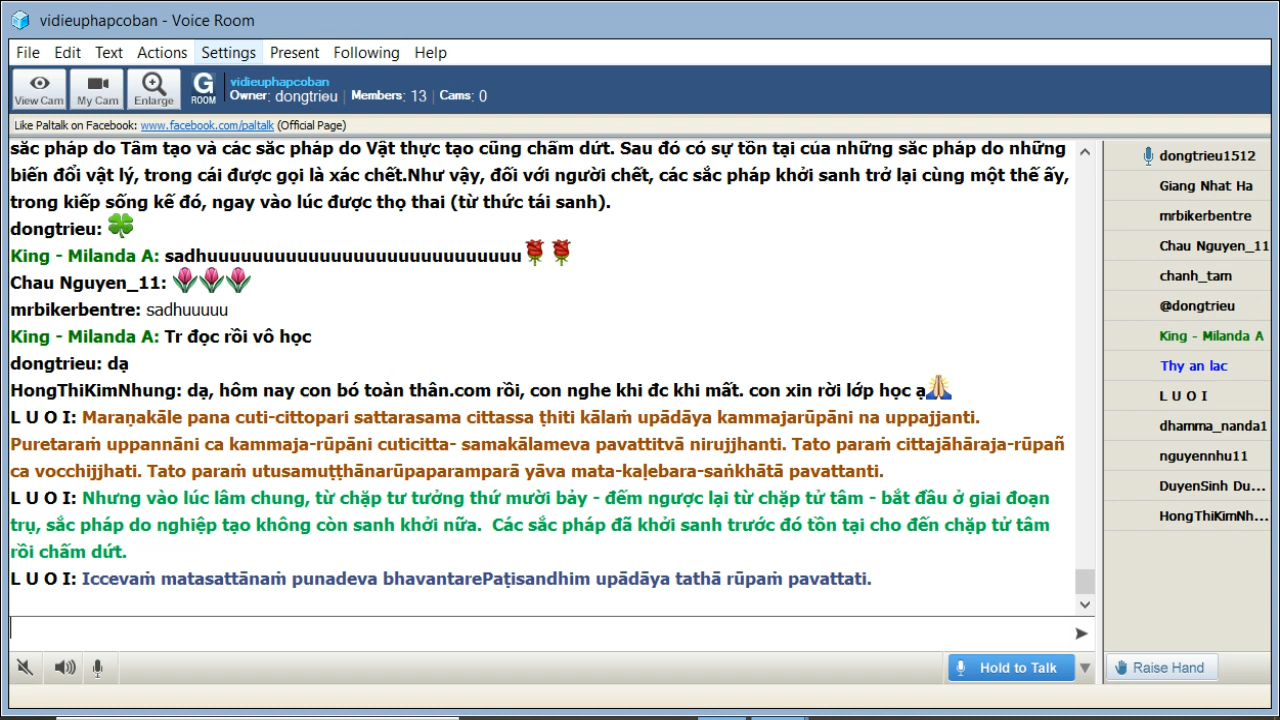 vidieuphapcoban - Voice Room
File Edit Text Actions Settings Present Following Help
View Cam My Cam Enlarge G ROOM
vidieuphapcoban
Owner: dongtrieu | Members: 13 | Cams: 0
Like Paltalk on Facebook: www.facebook.com/paltalk (Official Page)
sắc pháp do Tâm tạo và các sắc pháp do Vật thực tạo cũng chấm dứt. Sau đó có sự tồn tại của những sắc pháp do những
biến đổi vật lý, trong cái được gọi là xác chết.Như vậy, đối với người chết, các sắc pháp khởi sanh trở lại cùng một thế ấy,
trong kiếp sống kế đó, ngay vào lúc được thọ thai (từ thức tái sanh).
dongtrieu:
King - Milanda A: sadhuuuuuuuuuuuuuuuuuuuuuuuuuuuu
Chau Nguyen_11:
mrbikerbentre: sadhuuuuu
King - Milanda A: Tr đọc rồi vô học
dongtrieu: dạ
HongThiKimNhung: dạ, hôm nay con bó toàn thân.com rồi, con nghe khi đc khi mất. con xin rời lớp học ạ
L U O I: Maraṇakāle pana cuti-cittopari sattarasama cittassa ṭhiti kālaṁ upādāya kammajarūpāni na uppajjanti.
Puretaraṁ uppannāni ca kammaja-rūpāni cuticitta- samakālameva pavattitvā nirujjhanti. Tato paraṁ cittajāhāraja-rūpañ
ca vocchijjhati. Tato paraṁ utusamuṭṭhānarūpaparamparā yāva mata-kaḷebara-saṅkhātā pavattanti.
L U O I: Nhưng vào lúc lâm chung, từ chặp tư tưởng thứ mười bảy - đếm ngược lại từ chặp tử tâm - bắt đầu ở giai đoạn
trụ, sắc pháp do nghiệp tạo không còn sanh khởi nữa. Các sắc pháp đã khởi sanh trước đó tồn tại cho đến chặp tử tâm
rồi chấm dứt.
L U O I: Iccevaṁ matasattānaṁ punadeva bhavantarePaṭisandhim upādāya tathā rūpaṁ pavattati.
Hold to Talk
dongtrieu1512
Giang Nhat Ha
mrbikerbentre
Chau Nguyen_11
chanh_tam
@dongtrieu
King - Milanda A
Thy an lac
L U O I
dhamma_nanda1
nguyennhu11
DuyenSinh Du...
HongThiKimNh...
Raise Hand